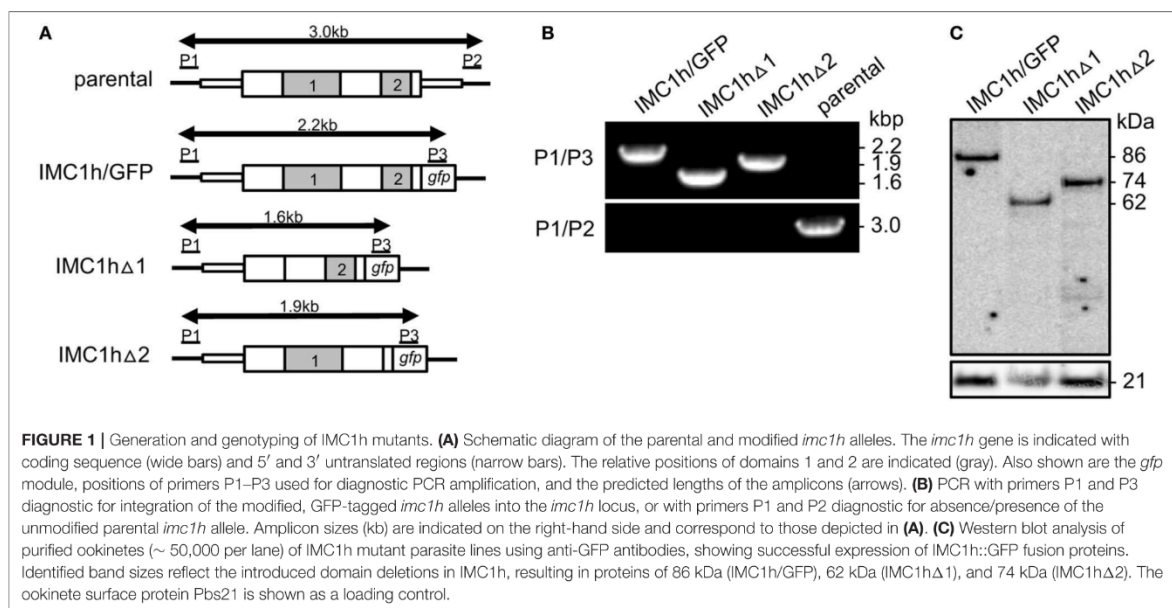 A
3.0kb
P1 P2
parental
1 2
2.2kb
P1 P3
IMC1h/GFP
1 2 gfp
1.6kb
P1 P3
IMC1hΔ1
2 gfp
1.9kb
P1 P3
IMC1hΔ2
1 gfp
B
IMC1h/GFP IMC1hΔ1 IMC1hΔ2 parental
kbp
P1/P3
- 2.2
- 1.9
- 1.6
P1/P2
- 3.0
C
IMC1h/GFP IMC1hΔ1 IMC1hΔ2
kDa
- 86
- 74
- 62
- 21
FIGURE 1 | Generation and genotyping of IMC1h mutants. (A) Schematic diagram of the parental and modified imc1h alleles. The imc1h gene is indicated with
coding sequence (wide bars) and 5′ and 3′ untranslated regions (narrow bars). The relative positions of domains 1 and 2 are indicated (gray). Also shown are the gfp
module, positions of primers P1–P3 used for diagnostic PCR amplification, and the predicted lengths of the amplicons (arrows). (B) PCR with primers P1 and P3
diagnostic for integration of the modified, GFP-tagged imc1h alleles into the imc1h locus, or with primers P1 and P2 diagnostic for absence/presence of the
unmodified parental imc1h allele. Amplicon sizes (kb) are indicated on the right-hand side and correspond to those depicted in (A). (C) Western blot analysis of
purified ookinetes (∼ 50,000 per lane) of IMC1h mutant parasite lines using anti-GFP antibodies, showing successful expression of IMC1h::GFP fusion proteins.
Identified band sizes reflect the introduced domain deletions in IMC1h, resulting in proteins of 86 kDa (IMC1h/GFP), 62 kDa (IMC1hΔ1), and 74 kDa (IMC1hΔ2). The
ookinete surface protein Pbs21 is shown as a loading control.